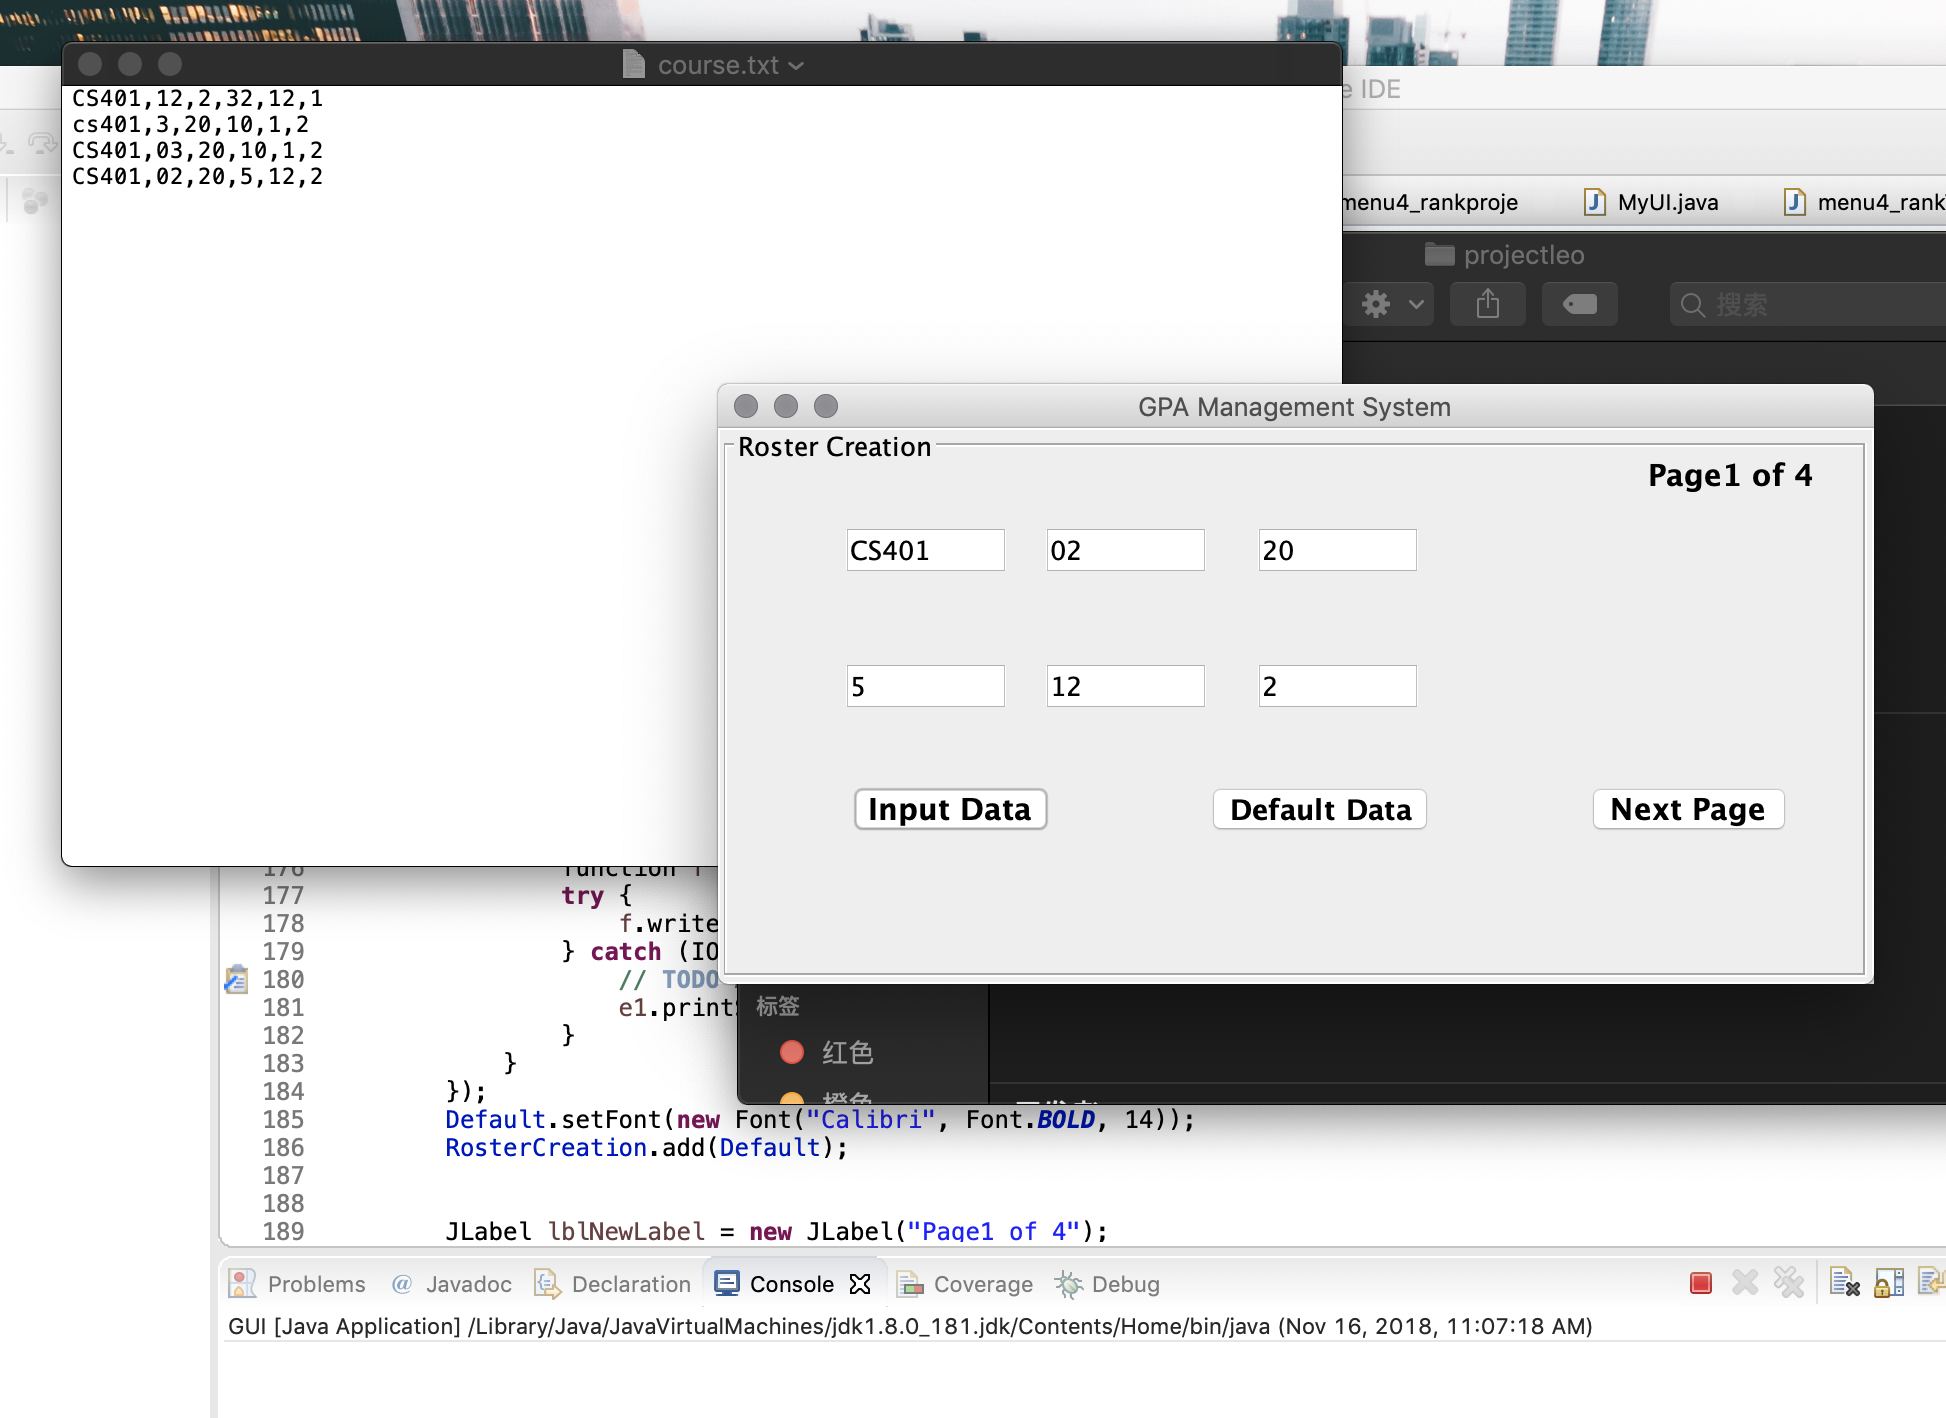 course.txt
CS401,12,2,32,12,1
cs401,3,20,10,1,2
CS401,03,20,10,1,2
CS401,02,20,5,12,2
IDE
menu4_rankproje
MyUI.java
menu4_rank
projectleo
搜索
GPA Management System
Roster Creation
Page1 of 4
CS401
02
20
5
12
2
Input Data
Default Data
Next Page
176 function f
177 try {
178 f.write
179 } catch (IO
180 // TODO
181 e1.print
182 }
183 }
184 });
185 Default.setFont(new Font("Calibri", Font.BOLD, 14));
186 RosterCreation.add(Default);
187
188
189 JLabel lblNewLabel = new JLabel("Page1 of 4");
标签
红色
橙色
Problems
@ Javadoc
Declaration
Console
Coverage
Debug
GUI [Java Application] /Library/Java/JavaVirtualMachines/jdk1.8.0_181.jdk/Contents/Home/bin/java (Nov 16, 2018, 11:07:18 AM)